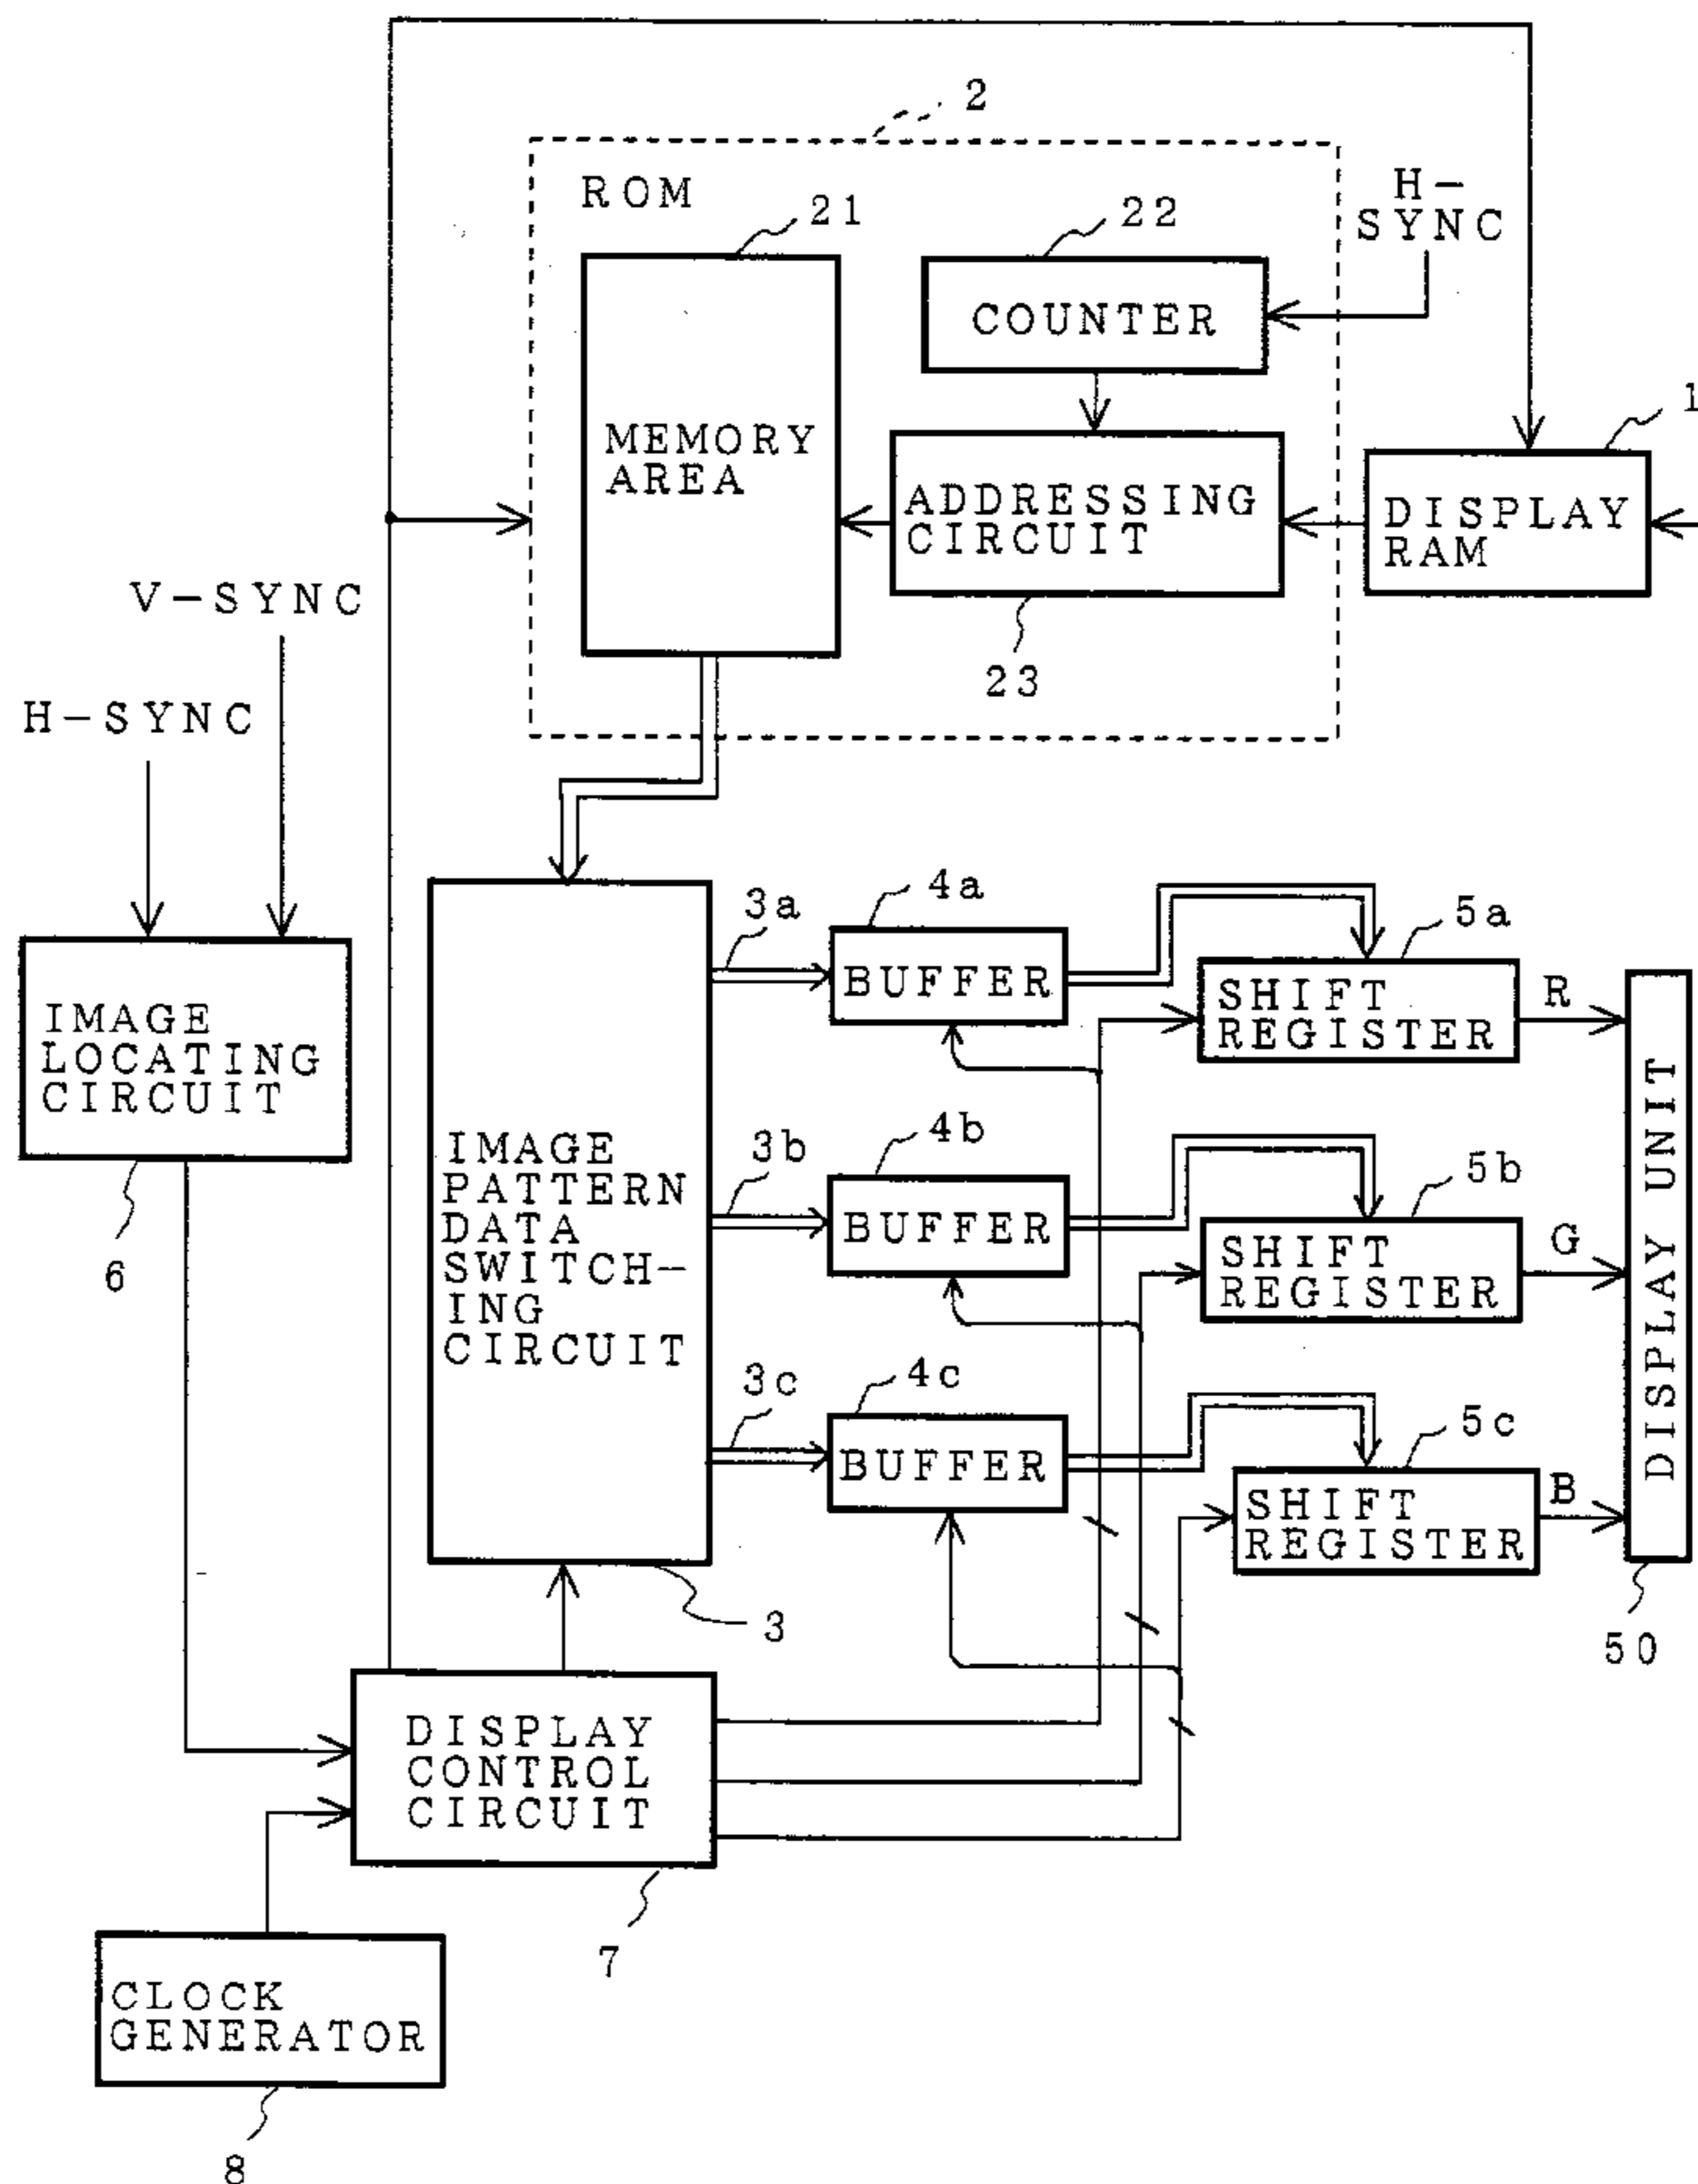 2
ROM
21
22
H-
SYNC
COUNTER
1
MEMORY
AREA
ADDRESSING
CIRCUIT
DISPLAY
RAM
23
V-SYNC
H-SYNC
IMAGE
LOCATING
CIRCUIT
6
IMAGE
PATTERN
DATA
SWITCH-
ING
CIRCUIT
3
3a
4a
BUFFER
5a
SHIFT
REGISTER
R
3b
4b
BUFFER
5b
SHIFT
REGISTER
G
3c
4c
BUFFER
5c
SHIFT
REGISTER
B
DISPLAY UNIT
50
DISPLAY
CONTROL
CIRCUIT
7
CLOCK
GENERATOR
8